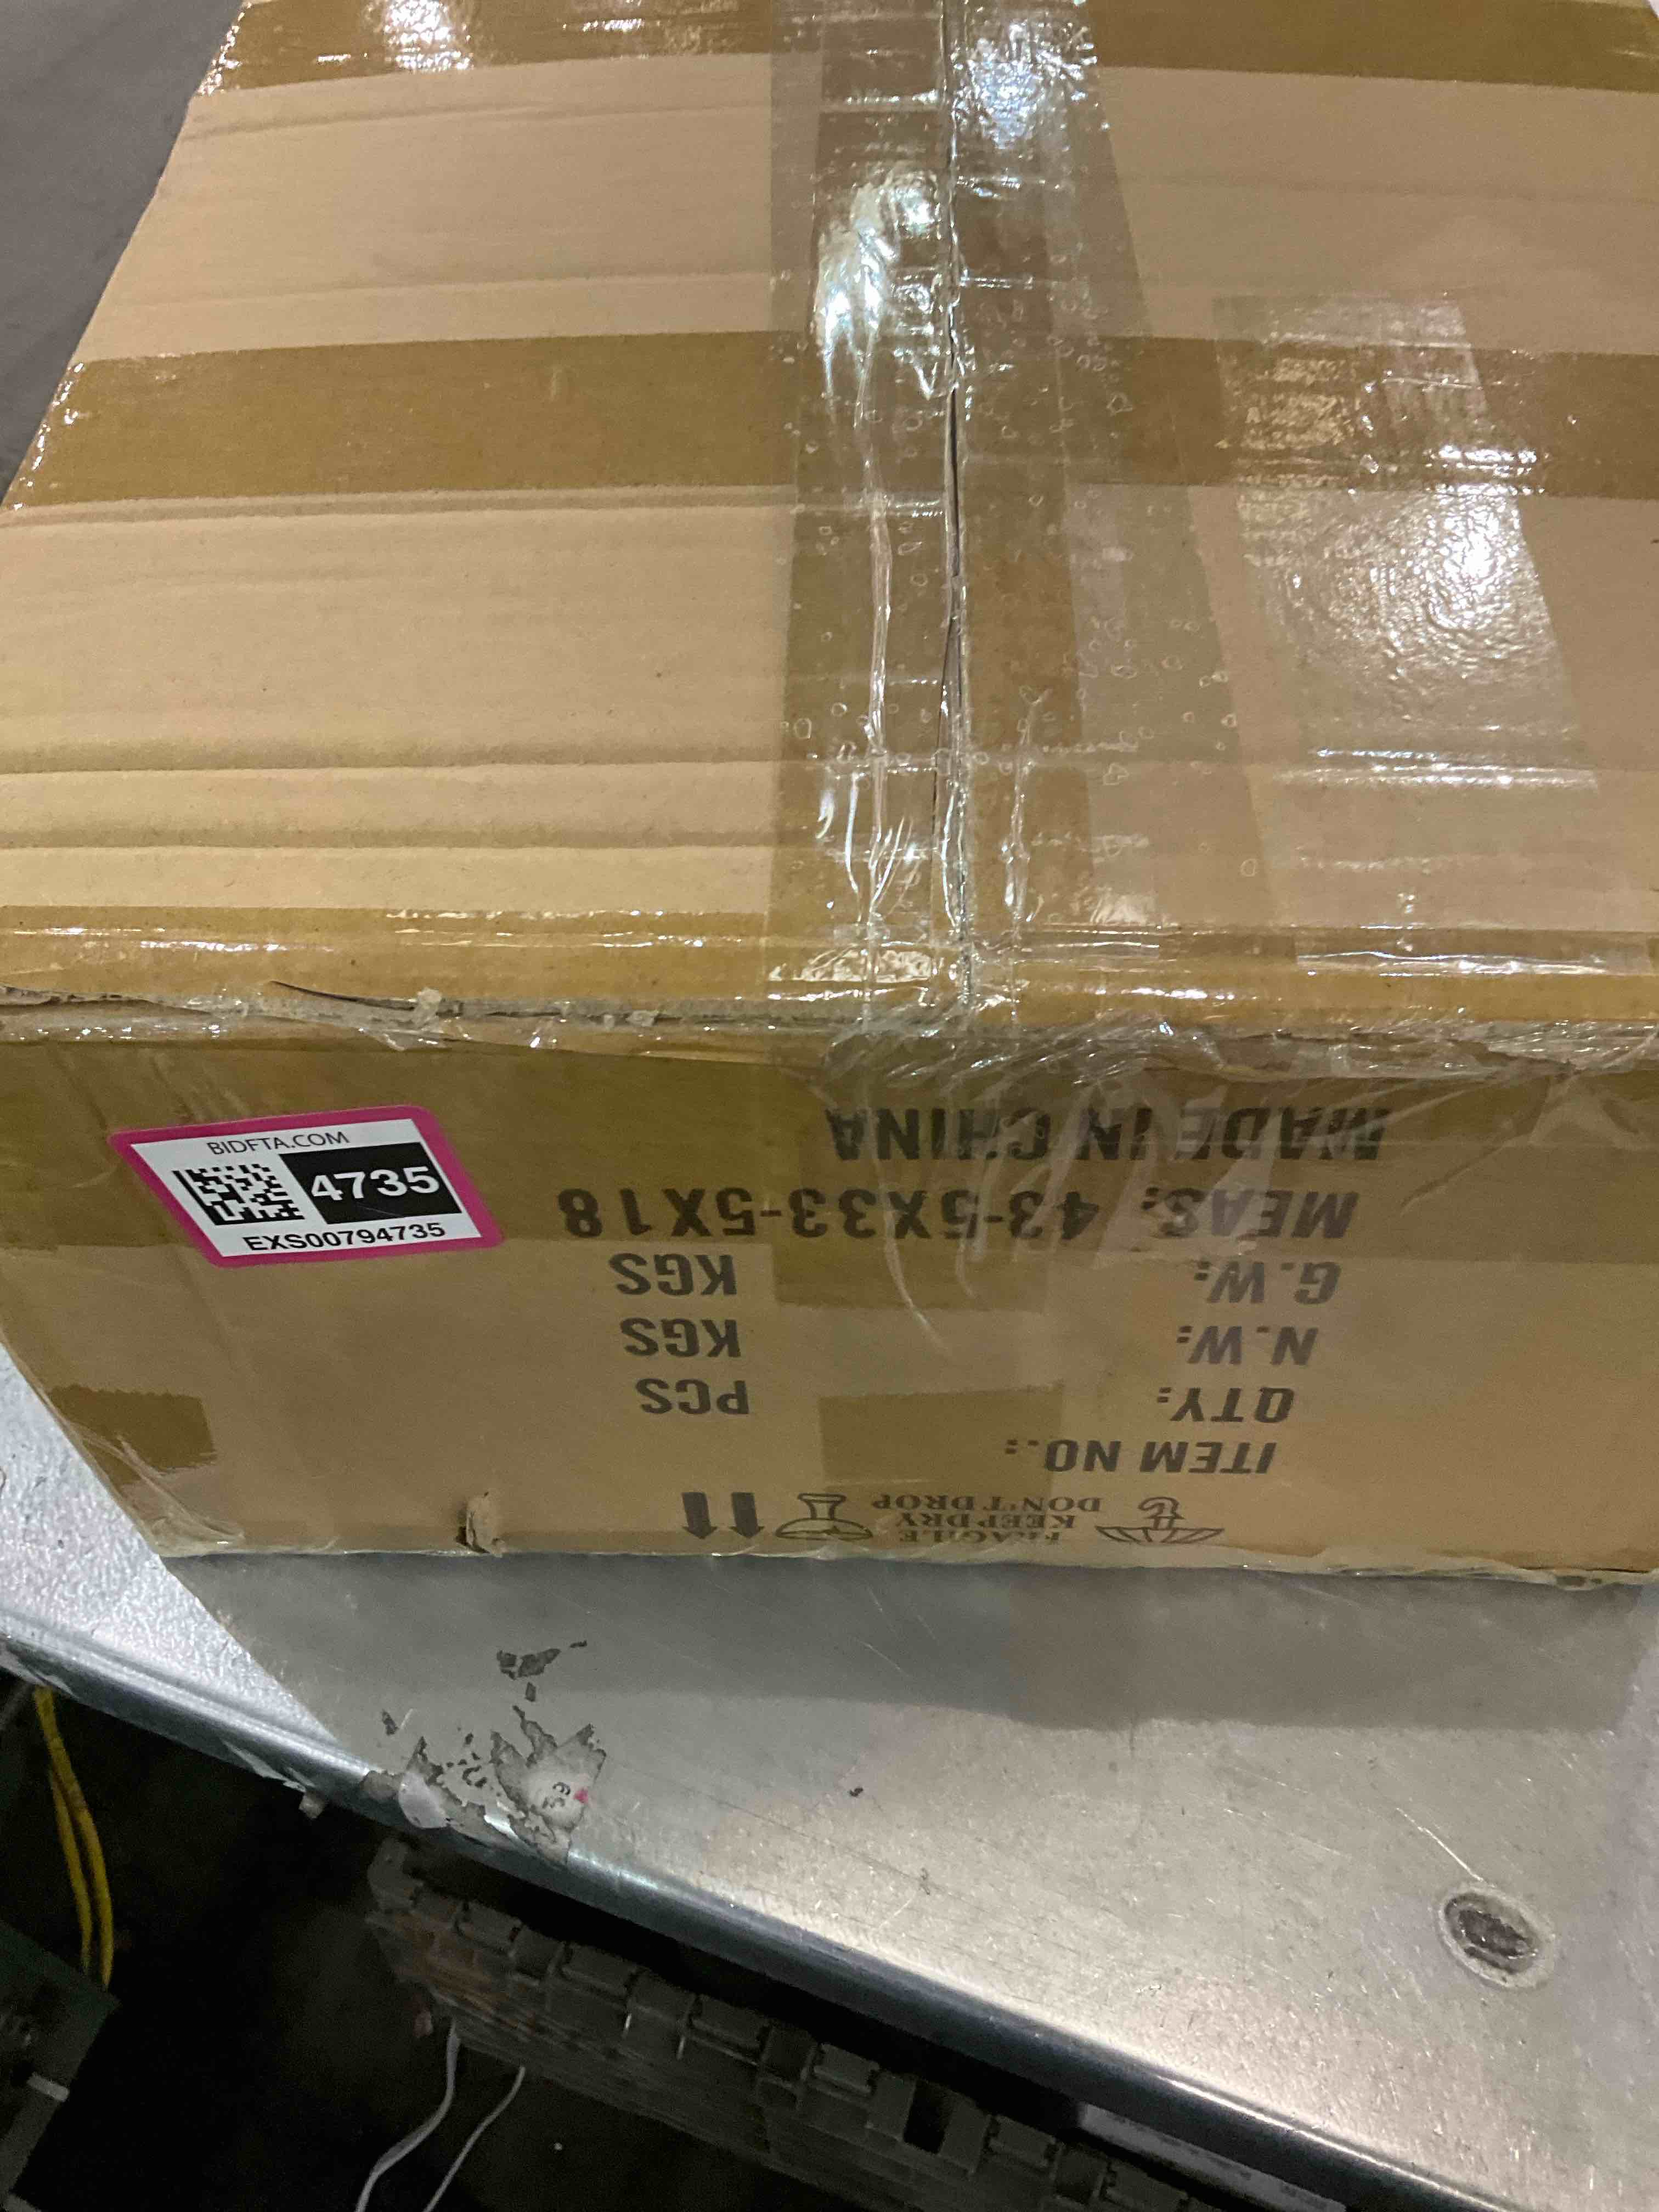 BIDFTA.COM
4735
EXS00794735
FRAGILE
KEEP DRY
DON'T DROP
ITEM NO.:
QTY: PCS
N.W: KGS
G.W: KGS
MEAS: 43-5X33-5X18
MADE IN CHINA